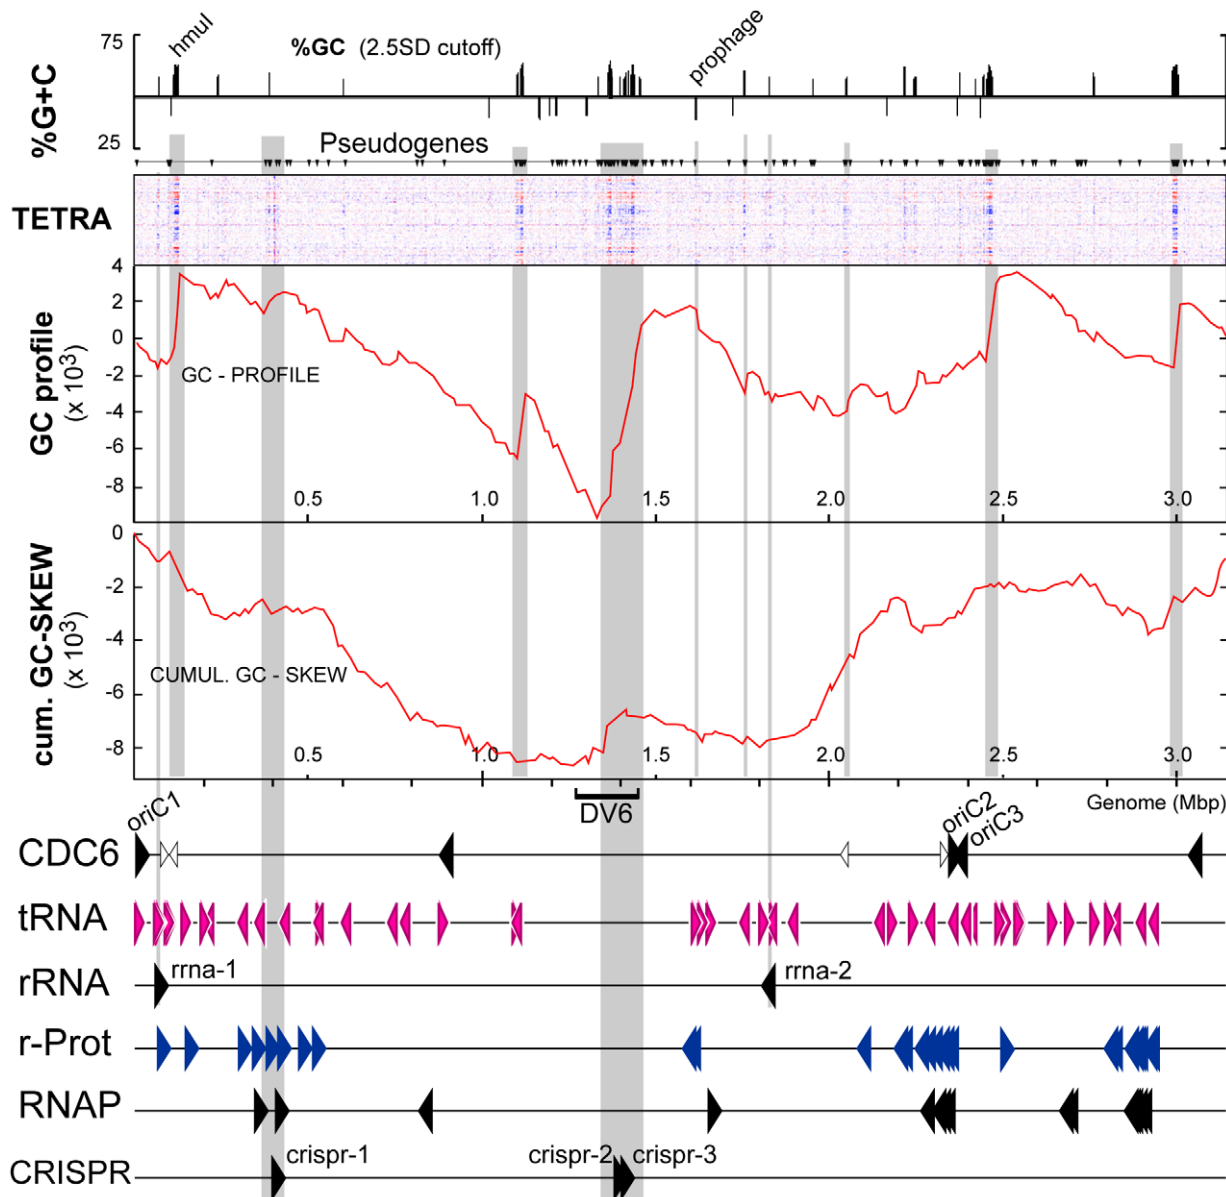 75
hmuI
%GC (2.5SD cutoff)
prophage
%G+C
25
Pseudogenes
TETRA
4
2
0
-2
-4
-6
-8
GC profile
(x 10³)
GC - PROFILE
0.5
1.0
1.5
2.0
2.5
3.0
0
-2
-4
-6
-8
cum. GC-SKEW
(x 10³)
CUMUL. GC - SKEW
0.5
1.0
1.5
2.0
2.5
3.0
DV6
Genome (Mbp)
oriC1
oriC2
oriC3
CDC6
tRNA
rRNA
rrna-1
rrna-2
r-Prot
RNAP
CRISPR
crispr-1
crispr-2
crispr-3